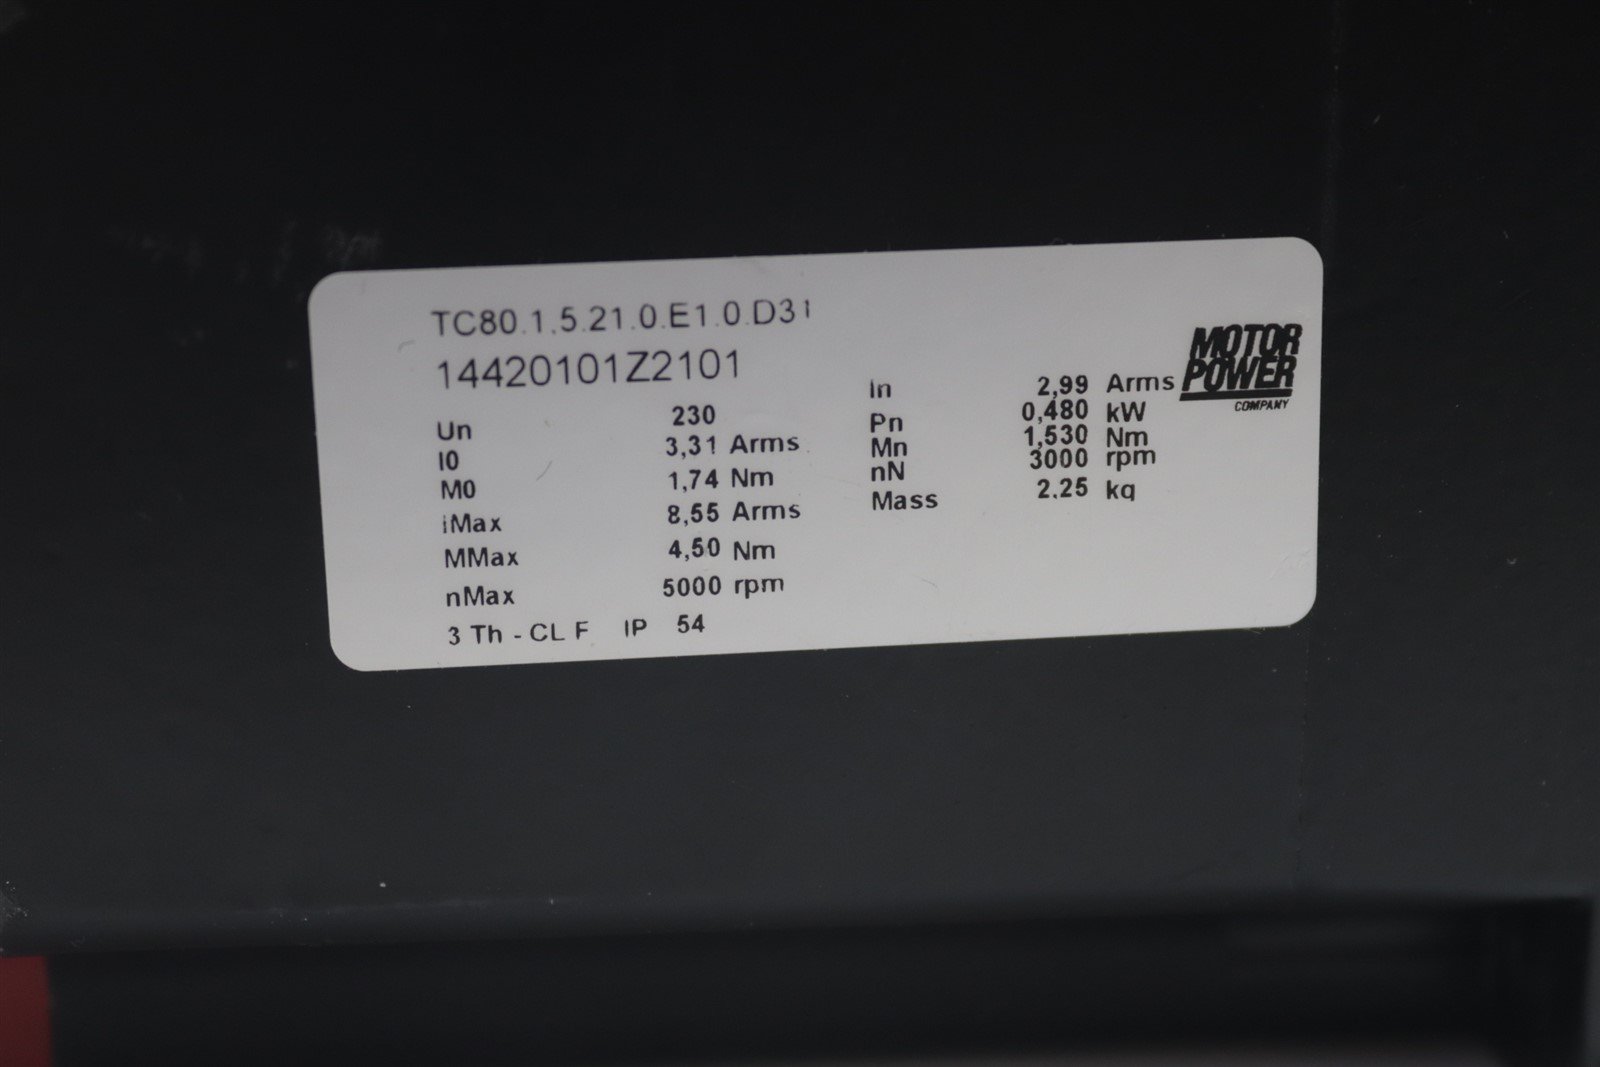 TC80.1.5.21.0.E1.0.D31
14420101Z2101
Un 230
I0 3,31 Arms
M0 1,74 Nm
iMax 8,55 Arms
MMax 4,50 Nm
nMax 5000 rpm
3 Th - CL F IP 54
In 2,99 Arms
Pn 0,480 kW
Mn 1,530 Nm
nN 3000 rpm
Mass 2.25 kg
MOTOR
POWER
COMPANY